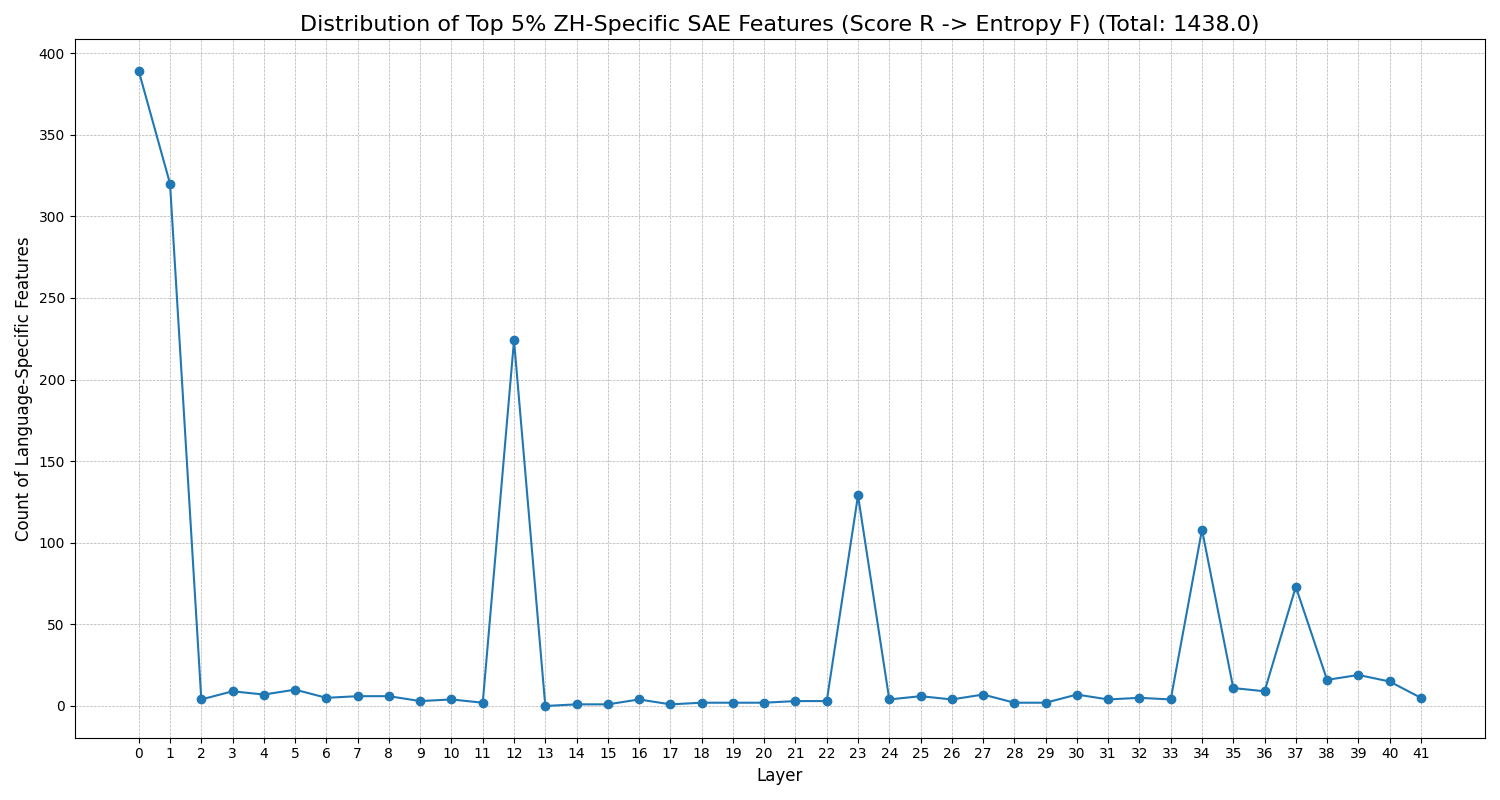 Distribution of Top 5% ZH-Specific SAE Features (Score R -> Entropy F) (Total: 1438.0)
400
350
300
250
200
150
100
50
0
Count of Language-Specific Features
0 1 2 3 4 5 6 7 8 9 10 11 12 13 14 15 16 17 18 19 20 21 22 23 24 25 26 27 28 29 30 31 32 33 34 35 36 37 38 39 40 41
Layer